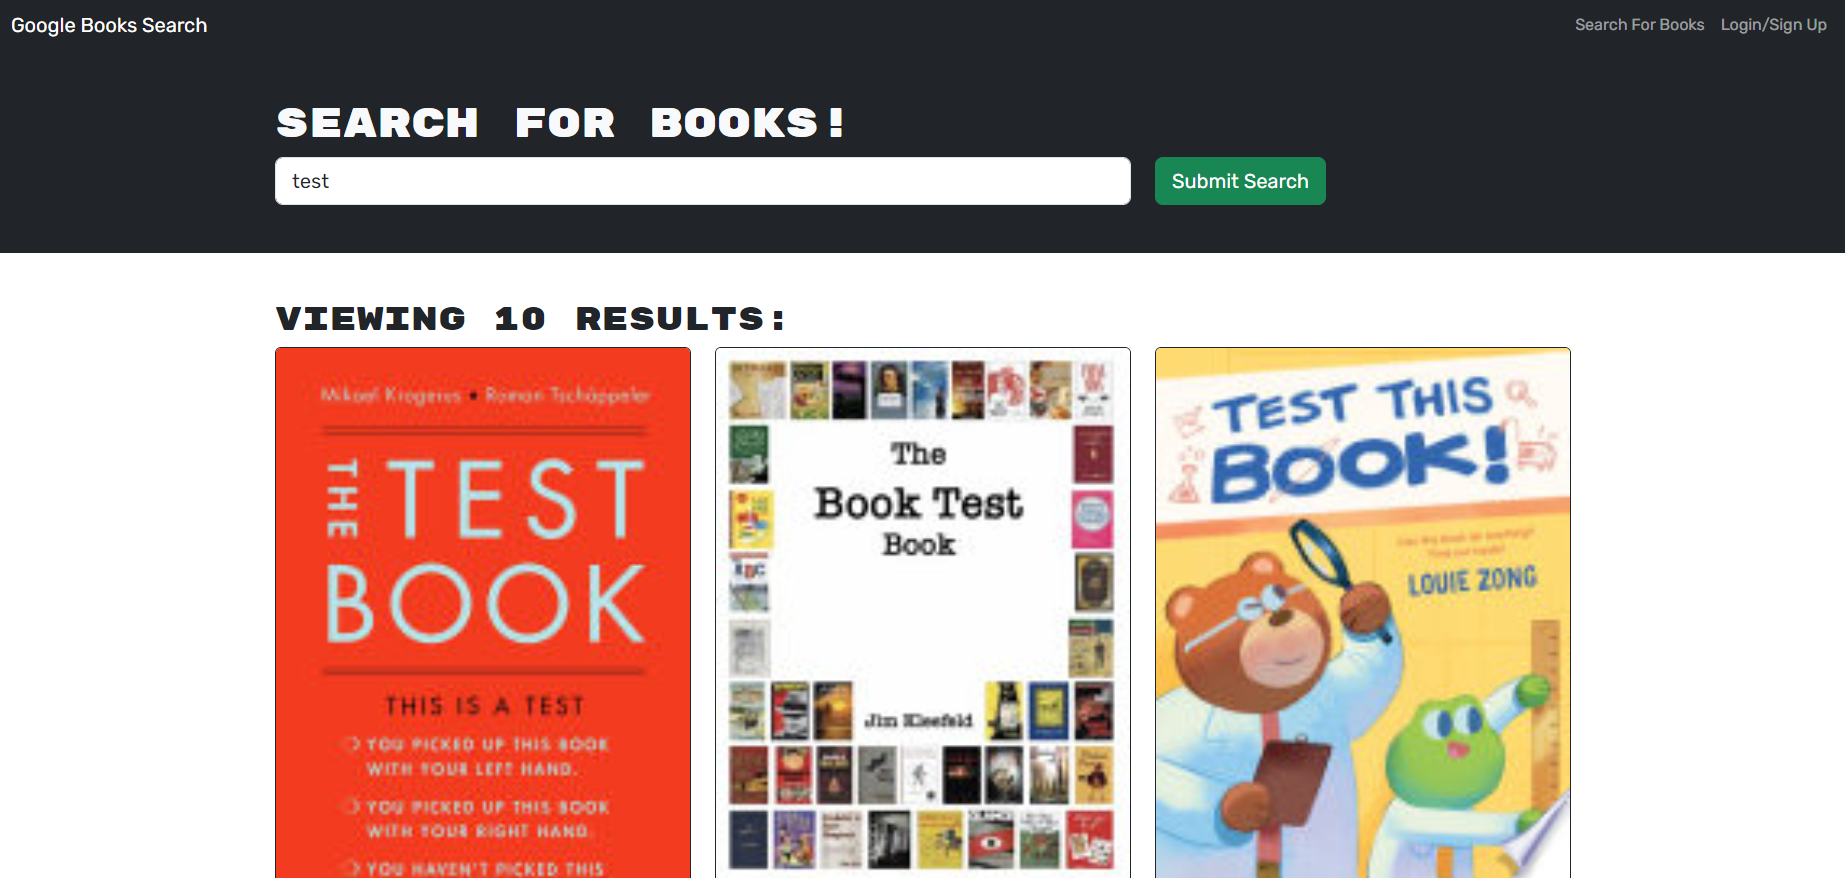 Google Books Search
Search For Books
Login/Sign Up
SEARCH FOR BOOKS!
test
Submit Search
VIEWING 10 RESULTS:
Mikael Krogerus • Roman Tschäppeler
THE TEST
BOOK
THIS IS A TEST
YOU PICKED UP THIS BOOK
WITH YOUR LEFT HAND.
YOU PICKED UP THIS BOOK
WITH YOUR RIGHT HAND.
YOU HAVEN'T PICKED THIS
The
Book Test
Book
Jim Kleefeld
TEST THIS
BOOK!
LOUIE ZONG